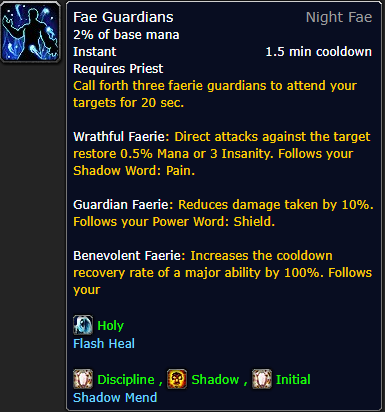 Fae Guardians Night Fae
2% of base mana
Instant 1.5 min cooldown
Requires Priest
Call forth three faerie guardians to attend your
targets for 20 sec.
Wrathful Faerie: Direct attacks against the target
restore 0.5% Mana or 3 Insanity. Follows your
Shadow Word: Pain.
Guardian Faerie: Reduces damage taken by 10%.
Follows your Power Word: Shield.
Benevolent Faerie: Increases the cooldown
recovery rate of a major ability by 100%. Follows
your
Holy
Flash Heal
Discipline , Shadow , Initial
Shadow Mend